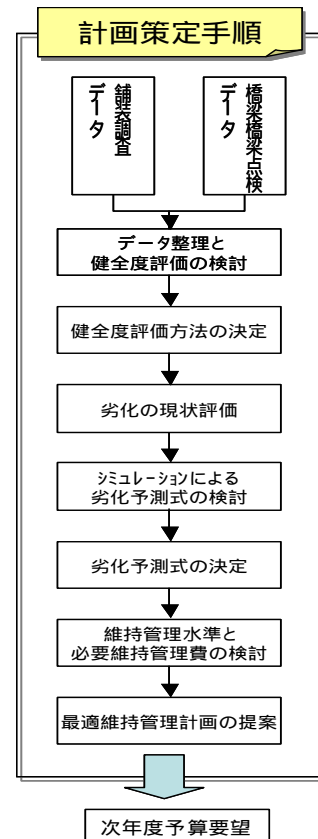 計画策定手順
舗装調査
データ
橋梁橋梁点検
データ
データ整理と
健全度評価の検討
健全度評価方法の決定
劣化の現状評価
ｼﾐｭﾚｰｼｮﾝによる
劣化予測式の検討
劣化予測式の決定
維持管理水準と
必要維持管理費の検討
最適維持管理計画の提案
次年度予算要望